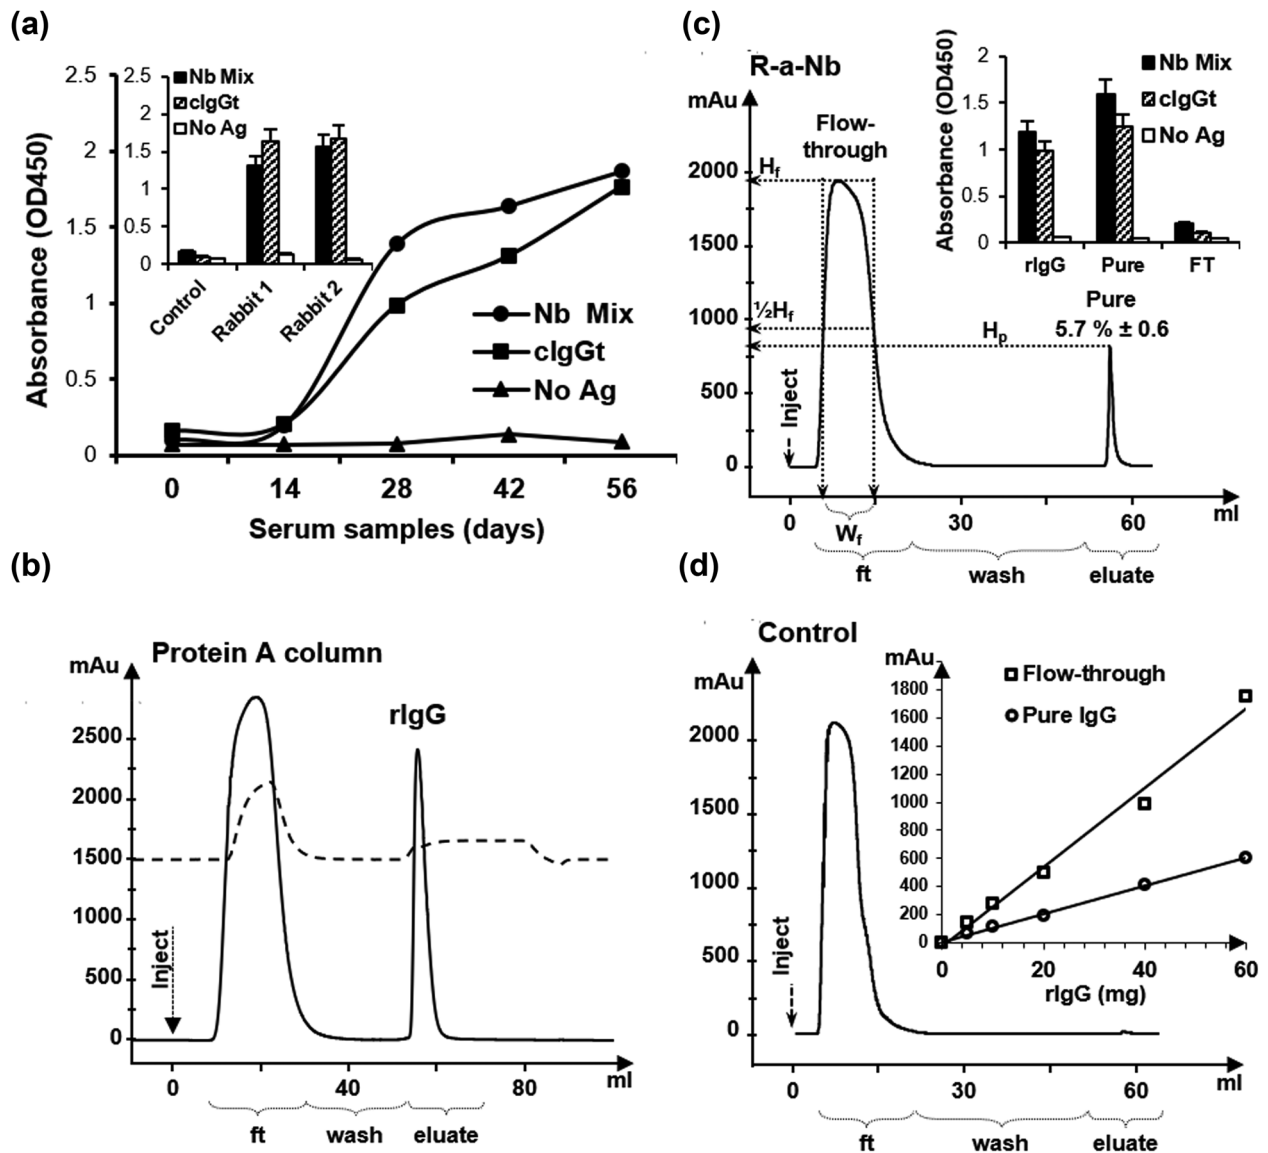 (a)
Absorbance (OD450)
2.5
2
1.5
1
0.5
0
0 14 28 42 56
Serum samples (days)
Nb Mix
cIgGt
No Ag
2.5
2
1.5
1
0.5
0
Nb Mix
cIgGt
No Ag
Control
Rabbit 1
Rabbit 2
(c)
R-a-Nb
mAu
2000
1500
1000
500
0
Flow-
through
Hf
½Hf
Hp
Inject
Pure
5.7 % ± 0.6
0 30 60 ml
Wf
ft wash eluate
Absorbance (OD450)
2
1.5
1
0.5
0
Nb Mix
cIgGt
No Ag
rIgG Pure FT
(b)
Protein A column
mAu
2500
2000
1500
1000
500
0
rIgG
Inject
0 40 80 ml
ft wash eluate
(d)
Control
mAu
2000
1500
1000
500
0
Inject
0 30 60 ml
ft wash eluate
mAu
1800
1600
1400
1200
1000
800
600
400
200
0
Flow-through
Pure IgG
0 20 40 60
rIgG (mg)